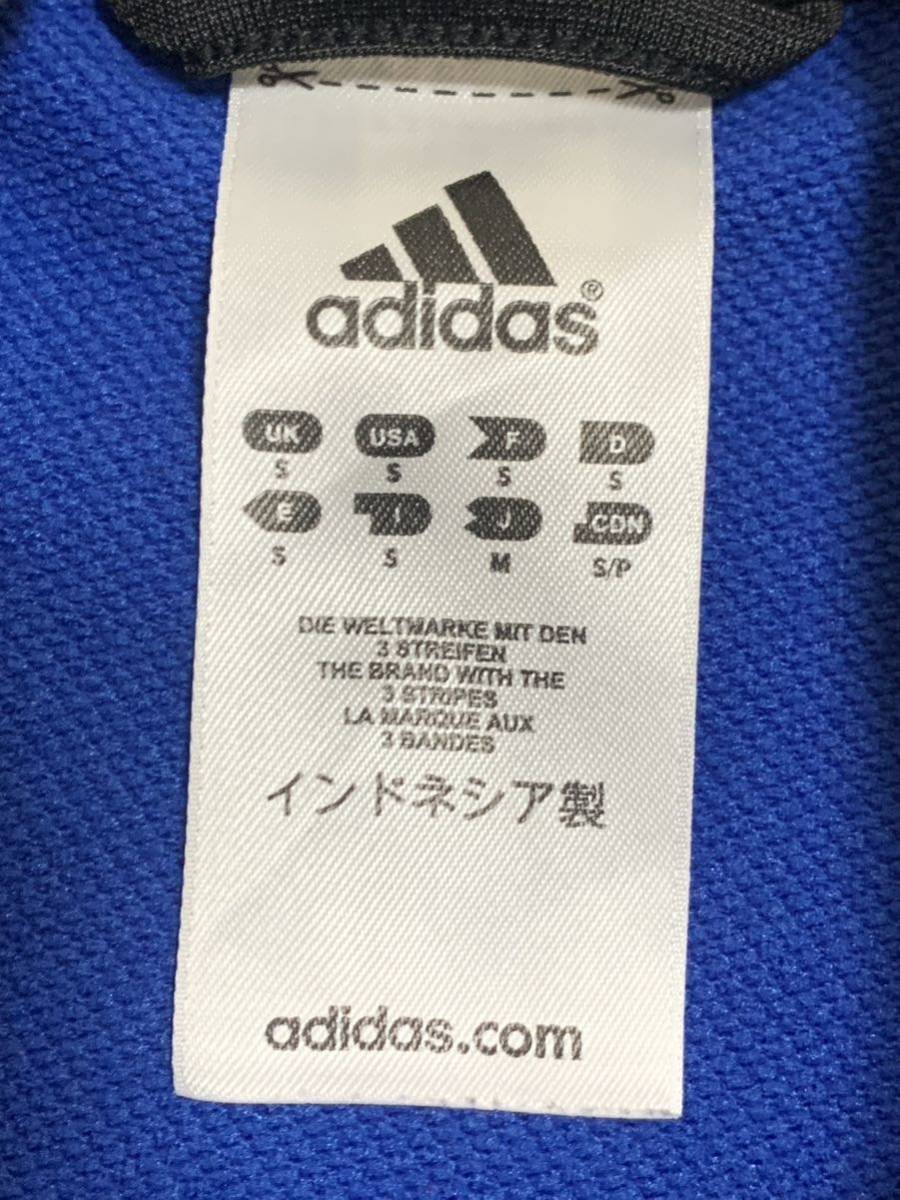 adidas®
UK USA F D
S S S S
E I J CDN
S S M S/P
DIE WELTMARKE MIT DEN
3 STREIFEN
THE BRAND WITH THE
3 STRIPES
LA MARQUE AUX
3 BANDES
インドネシア製
adidas.com